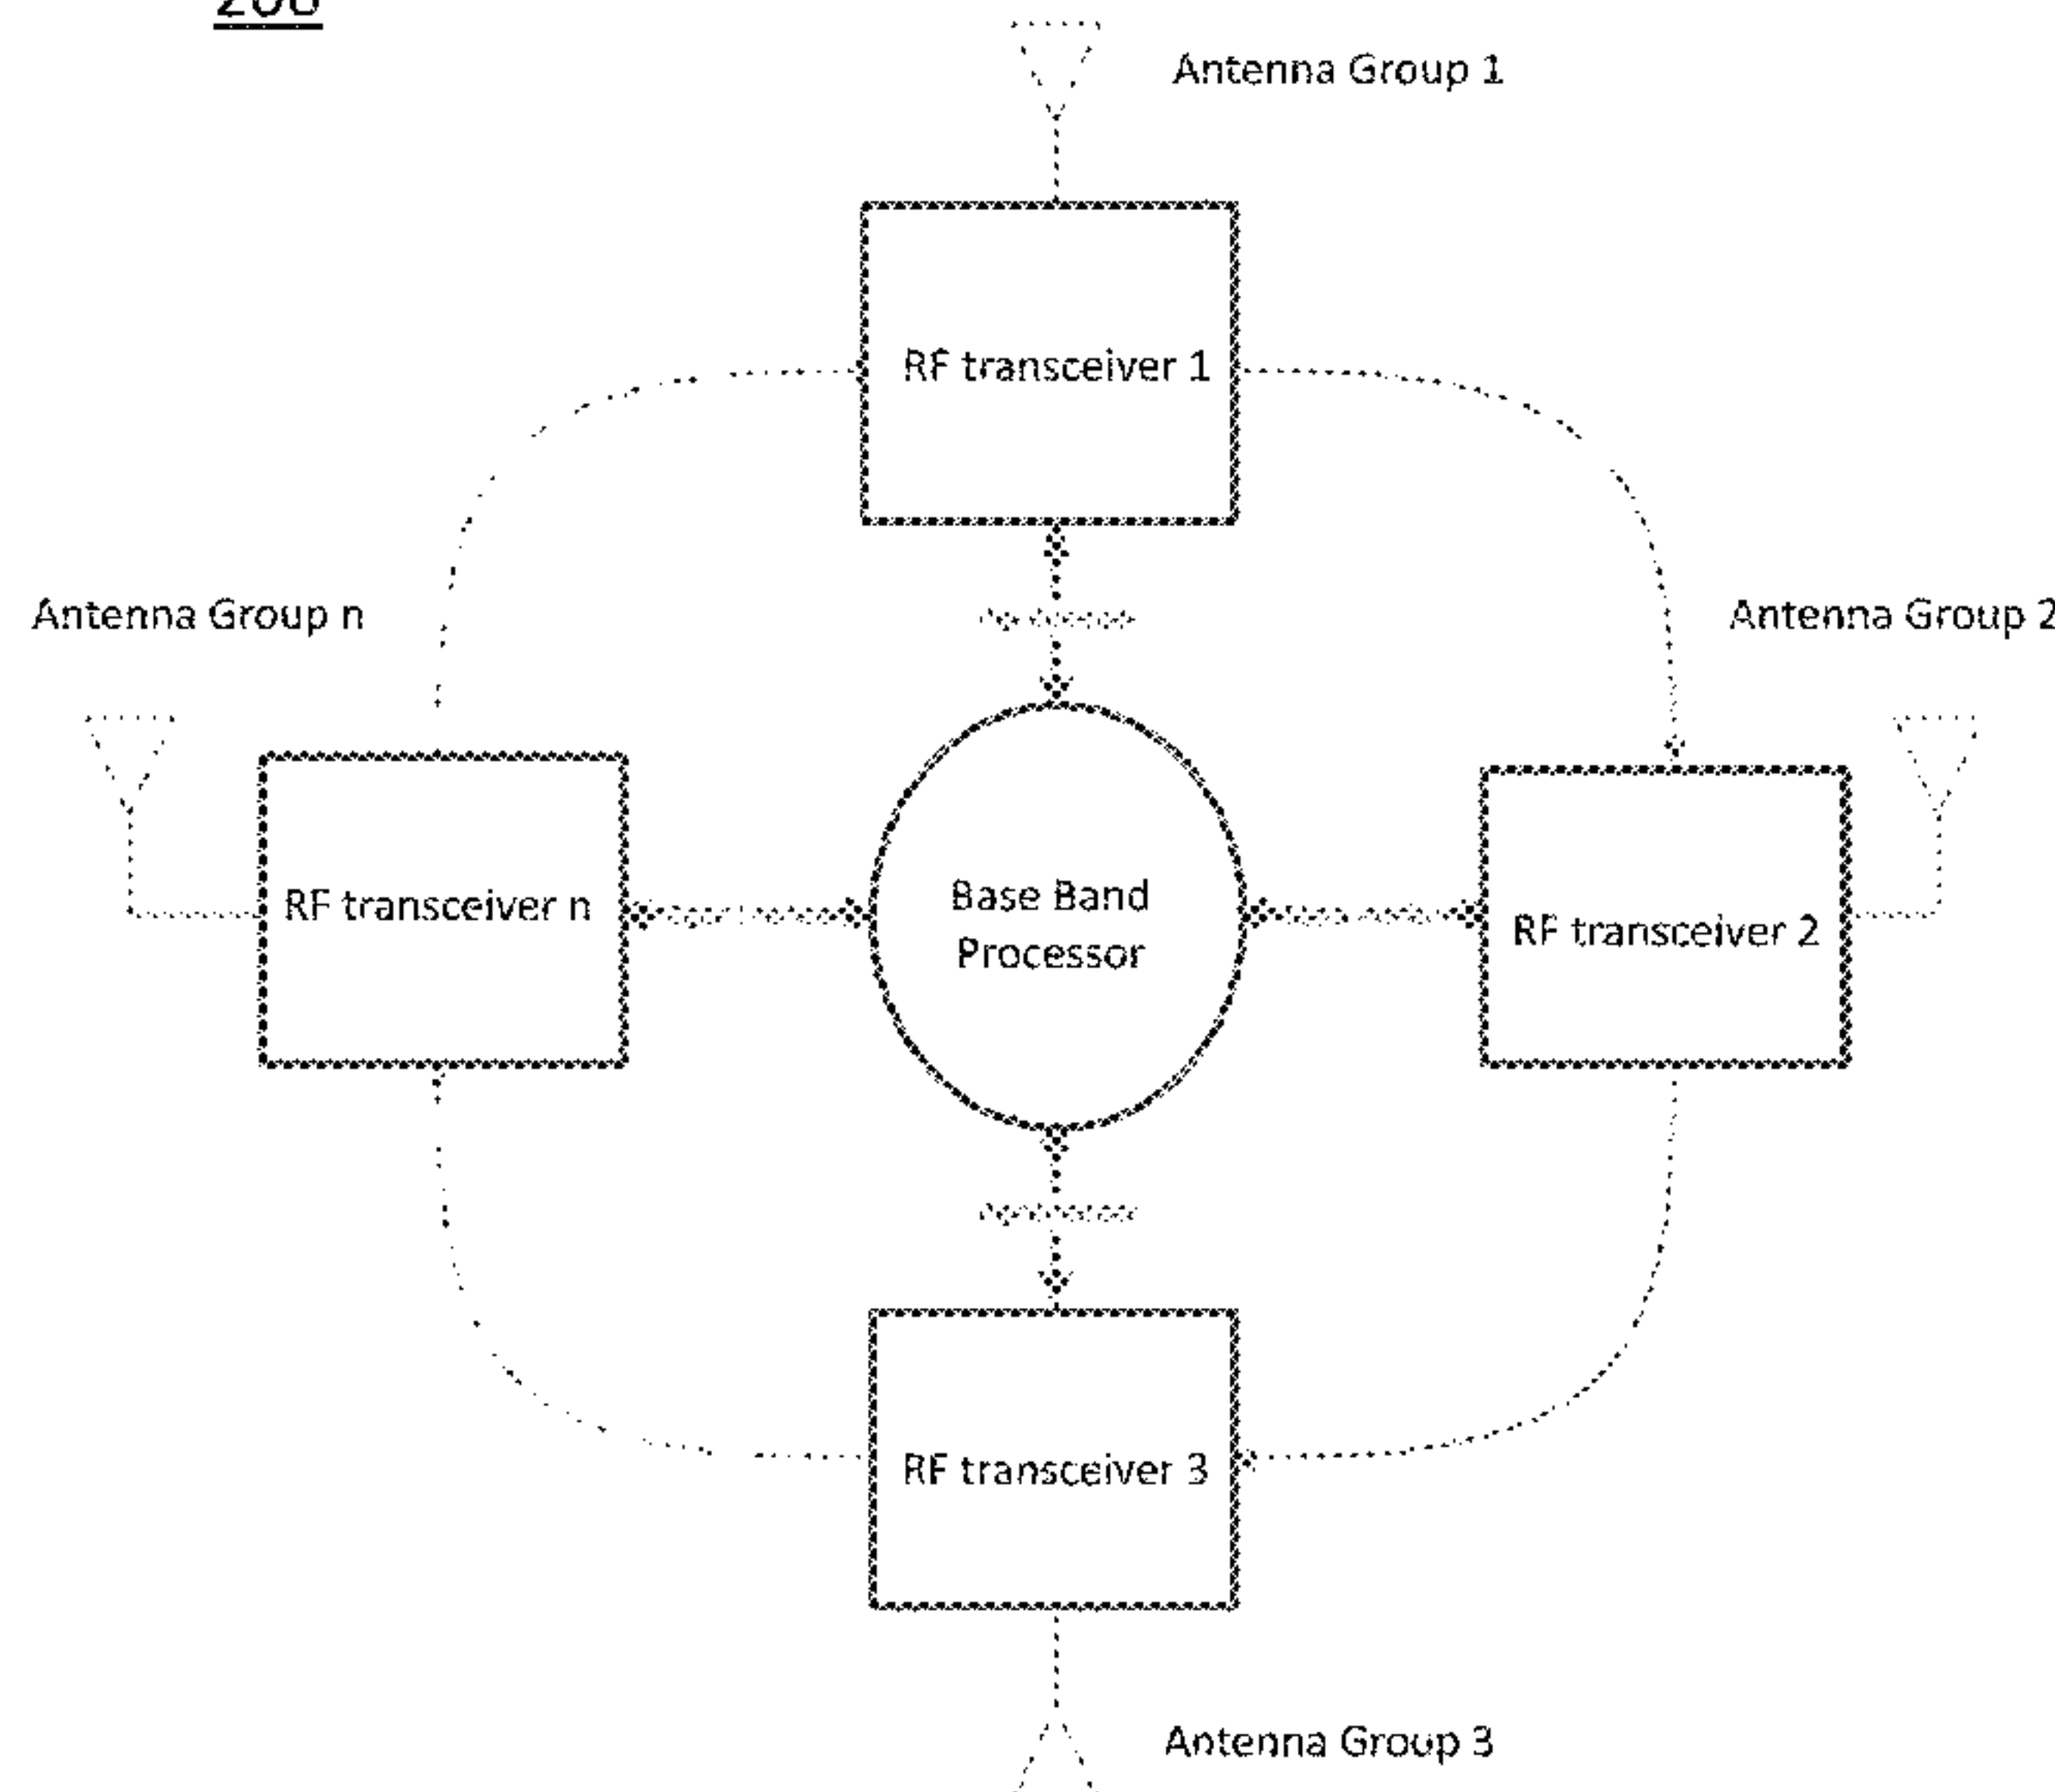 Antenna Group 1
RF transceiver 1
Antenna Group n
Antenna Group 2
RF transceiver n
Base Band
Processor
RF transceiver 2
RF transceiver 3
Antenna Group 3